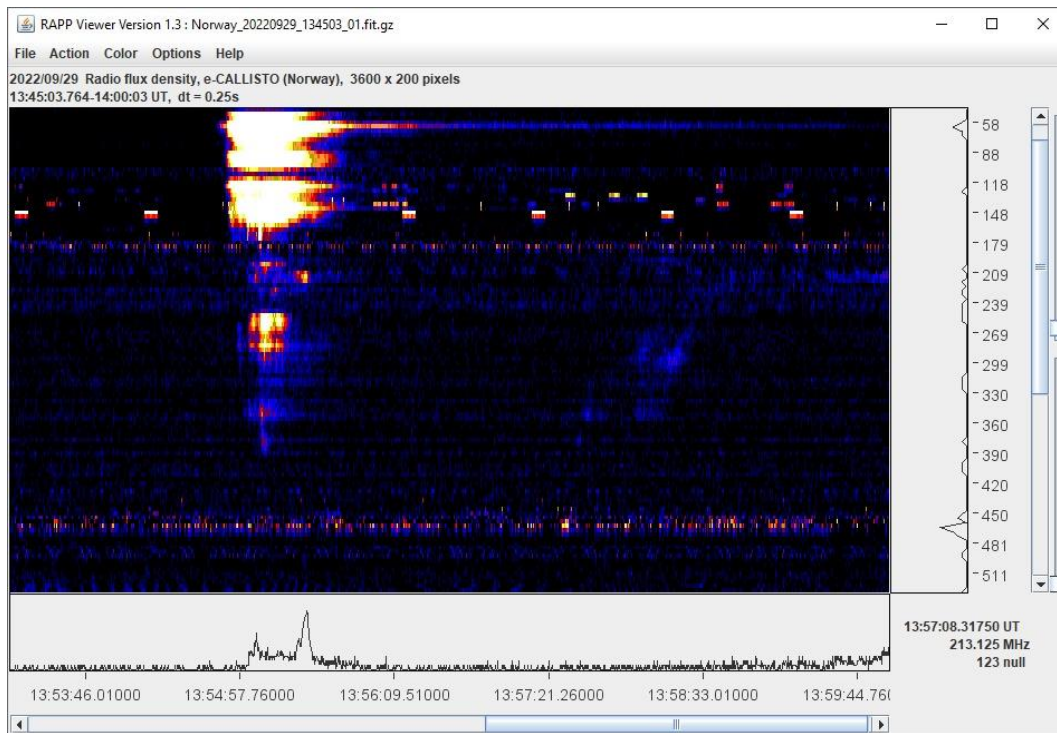 RAPP Viewer Version 1.3 : Norway_20220929_134503_01.fit.gz
File Action Color Options Help
2022/09/29 Radio flux density, e-CALLISTO (Norway), 3600 x 200 pixels
13:45:03.764-14:00:03 UT, dt = 0.25s
58
88
118
148
179
209
239
269
299
330
360
390
420
450
481
511
13:57:08.31750 UT
213.125 MHz
123 null
13:53:46.01000 13:54:57.76000 13:56:09.51000 13:57:21.26000 13:58:33.01000 13:59:44.760